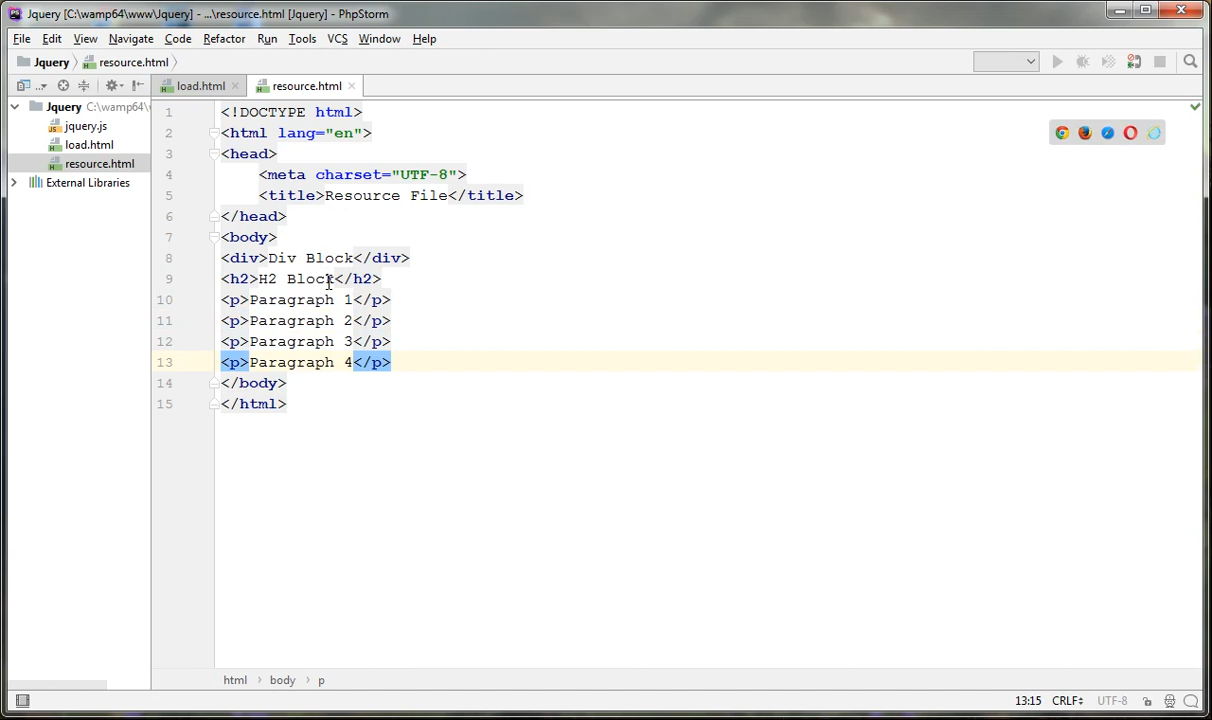 Jquery [C:\wamp64\www\Jquery] - ...\resource.html [Jquery] - PhpStorm
File Edit View Navigate Code Refactor Run Tools VCS Window Help
Jquery resource.html
load.html resource.html
Jquery C:\wamp64\
jquery.js
load.html
resource.html
External Libraries
1 <!DOCTYPE html>
2 <html lang="en">
3 <head>
4 <meta charset="UTF-8">
5 <title>Resource File</title>
6 </head>
7 <body>
8 <div>Div Block</div>
9 <h2>H2 Block</h2>
10 <p>Paragraph 1</p>
11 <p>Paragraph 2</p>
12 <p>Paragraph 3</p>
13 <p>Paragraph 4</p>
14 </body>
15 </html>
html body p
13:15 CRLF UTF-8